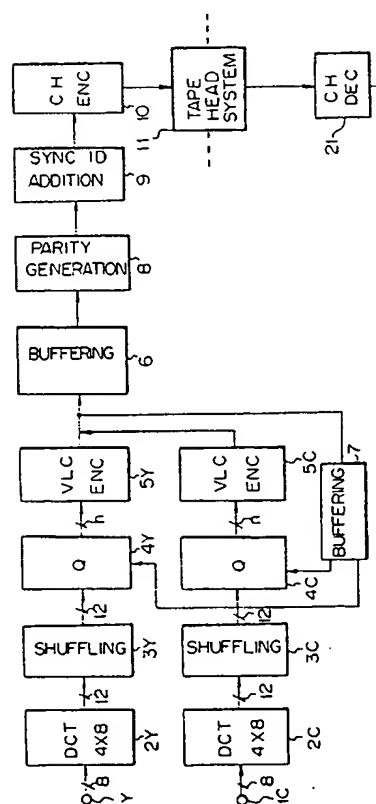 Y
8
DCT
4X8
2Y
12
SHUFFLING
3Y
12
Q
4Y
n
VLC
ENC
5Y
BUFFERING
6
PARITY
GENERATION
8
SYNC ID
ADDITION
9
CH
ENC
10
1C
8
DCT
4X8
2C
12
SHUFFLING
3C
12
Q
4C
n
VLC
ENC
5C
BUFFERING
7
11
TAPE
HEAD
SYSTEM
CH
DEC
21